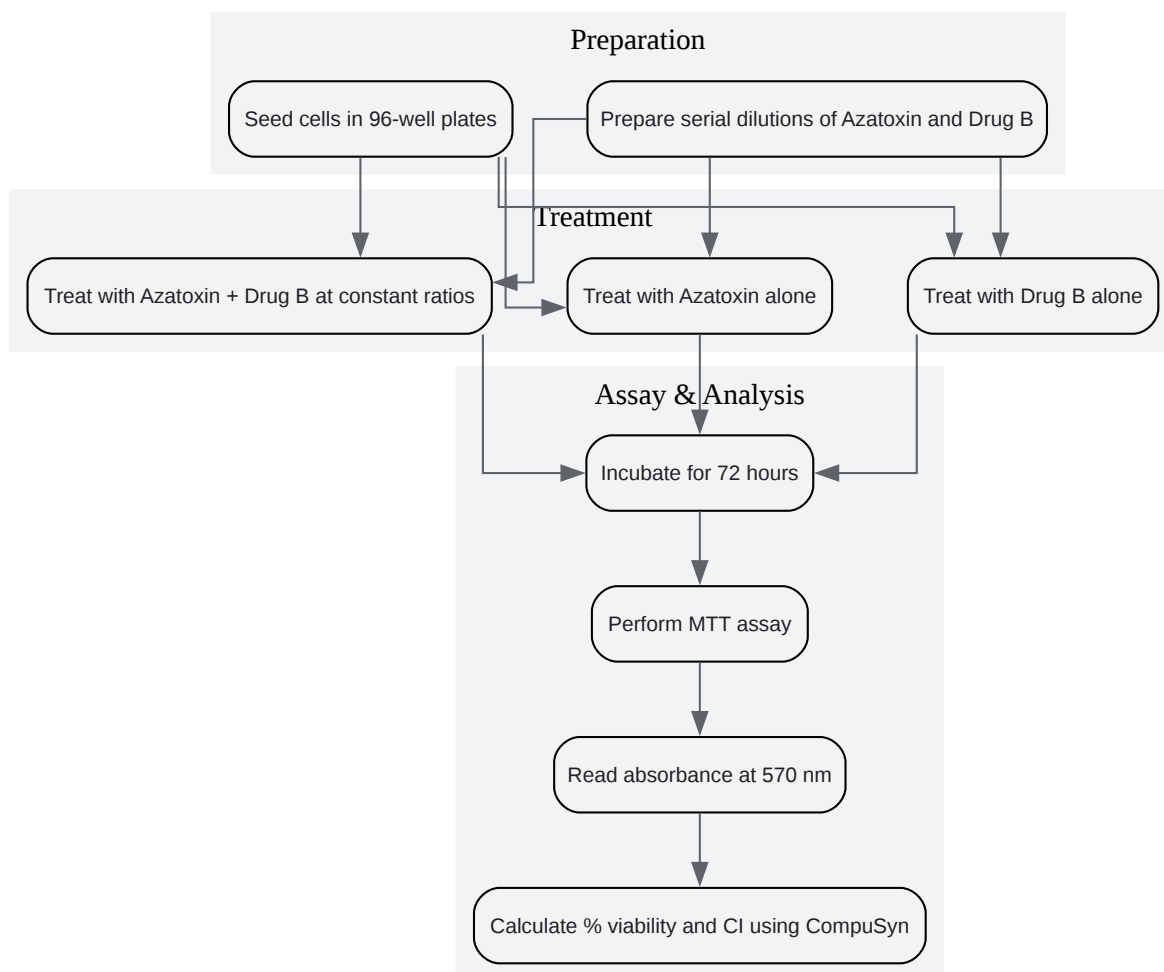 Preparation
Seed cells in 96-well plates
Prepare serial dilutions of Azatoxin and Drug B
Treatment
Treat with Azatoxin + Drug B at constant ratios
Treat with Azatoxin alone
Treat with Drug B alone
Assay & Analysis
Incubate for 72 hours
Perform MTT assay
Read absorbance at 570 nm
Calculate % viability and CI using CompuSyn